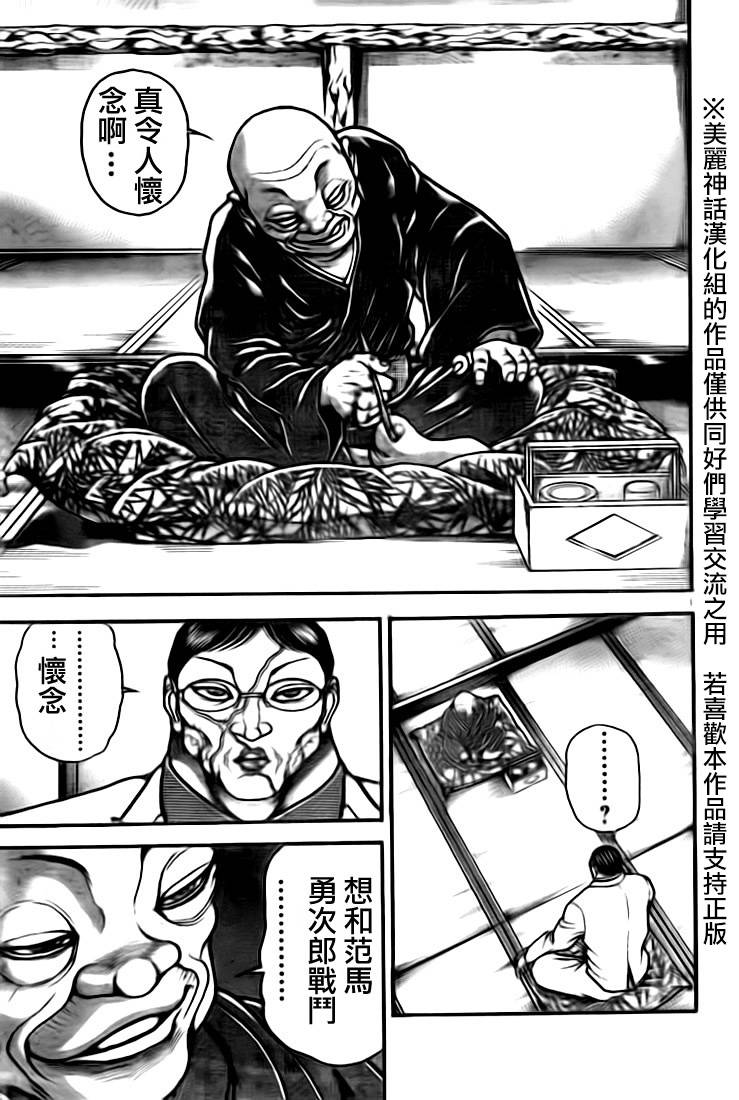 真令人懷
念啊…
………?
……
懷念
………
想和范馬
勇次郎戰鬥
…………
※美麗神話漢化組的作品僅供同好們學習交流之用　若喜歡本作品請支持正版